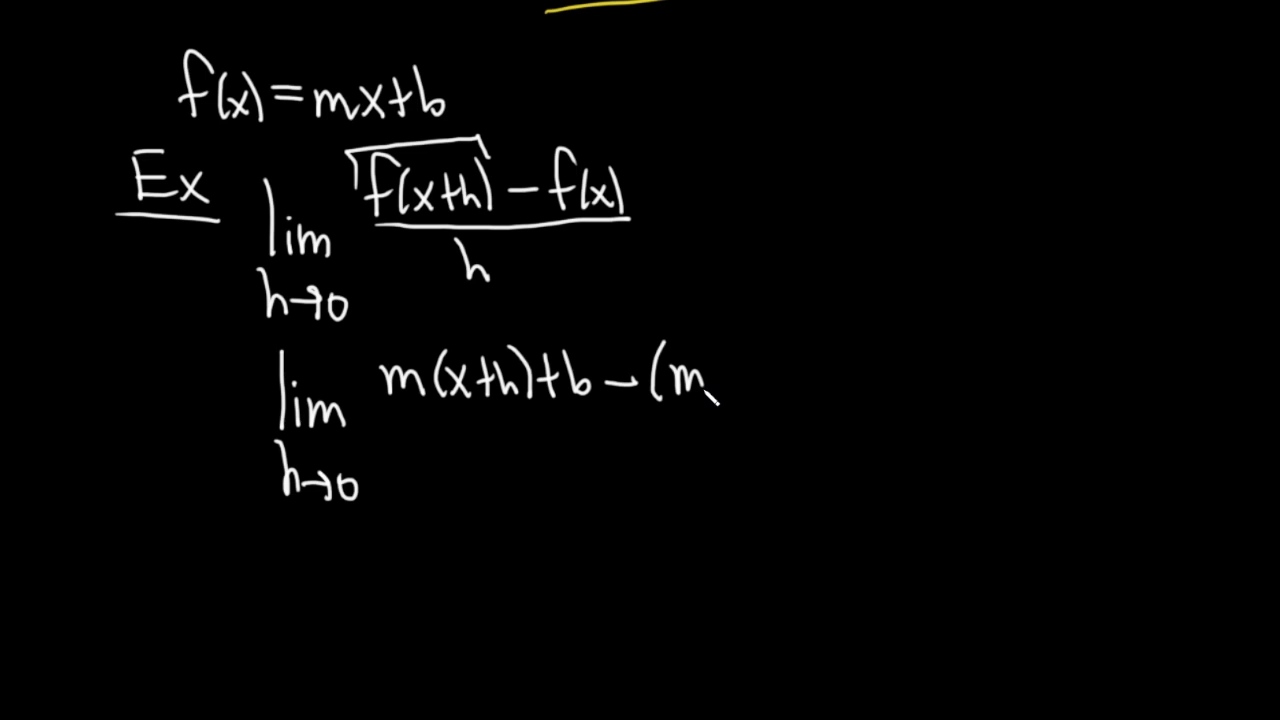 f(x)=mx+b
Ex lim h→0 f(x+h) - f(x) / h
lim h→0 m(x+h)+b - (m